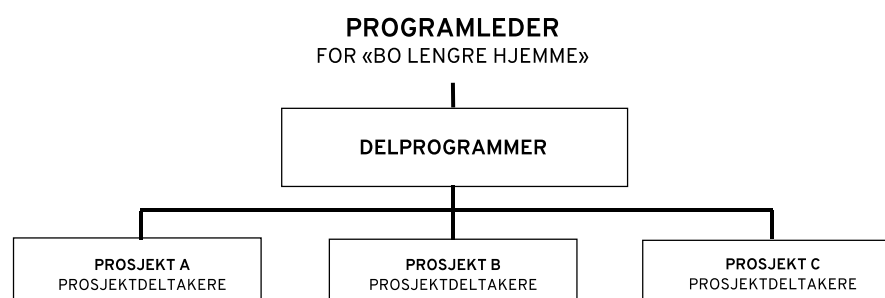 PROGRAMLEDER
FOR «BO LENGRE HJEMME»
DELPROGRAMMER
PROSJEKT A
PROSJEKTDELTAKERE
PROSJEKT B
PROSJEKTDELTAKERE
PROSJEKT C
PROSJEKTDELTAKERE